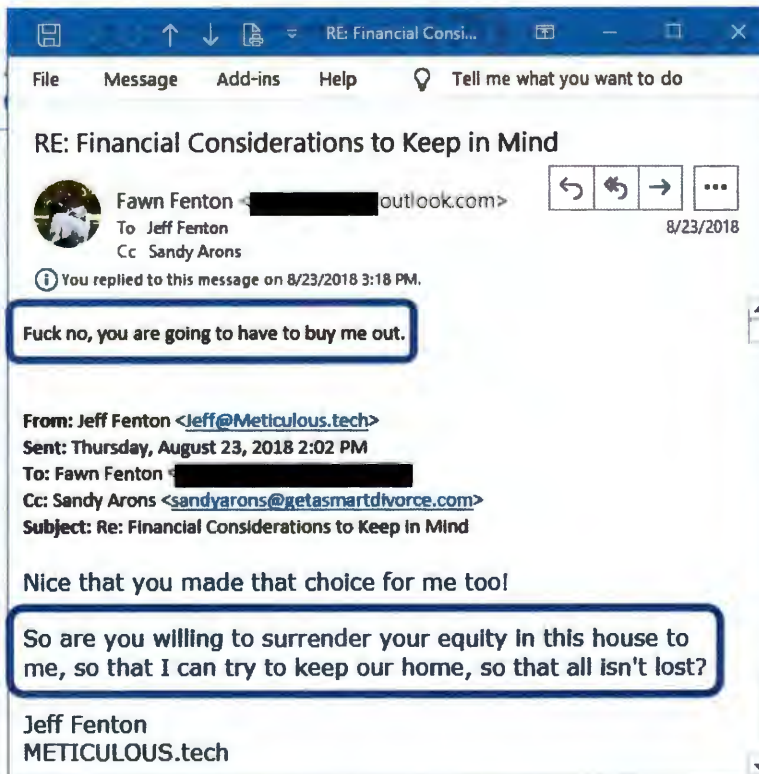 RE: Financial Consi...
File Message Add-ins Help Tell me what you want to do
RE: Financial Considerations to Keep in Mind
Fawn Fenton < outlook.com>
To Jeff Fenton
8/23/2018
Cc Sandy Arons
You replied to this message on 8/23/2018 3:18 PM.
Fuck no, you are going to have to buy me out.
From: Jeff Fenton <Jeff@Meticulous.tech>
Sent: Thursday, August 23, 2018 2:02 PM
To: Fawn Fenton <
Cc: Sandy Arons <sandyarons@getasmartdivorce.com>
Subject: Re: Financial Considerations to Keep in Mind
Nice that you made that choice for me too!
So are you willing to surrender your equity in this house to
me, so that I can try to keep our home, so that all isn't lost?
Jeff Fenton
METICULOUS.tech